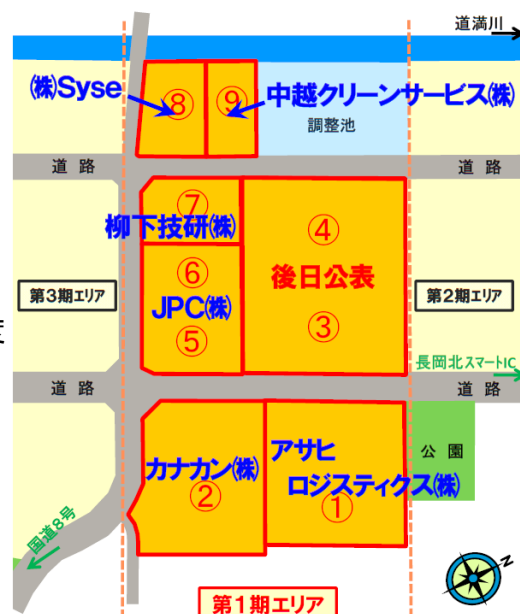 道満川
㈱Syse
⑧
⑨
中越クリーンサービス㈱
調整池
道路
道路
⑦
柳下技研㈱
④
後日公表
③
⑥
JPC㈱
⑤
第3期エリア
第2期エリア
度
長岡北スマートIC
道路
道路
カナカン㈱
②
アサヒ
ロジスティクス㈱
①
公園
国道8号
N
第1期エリア